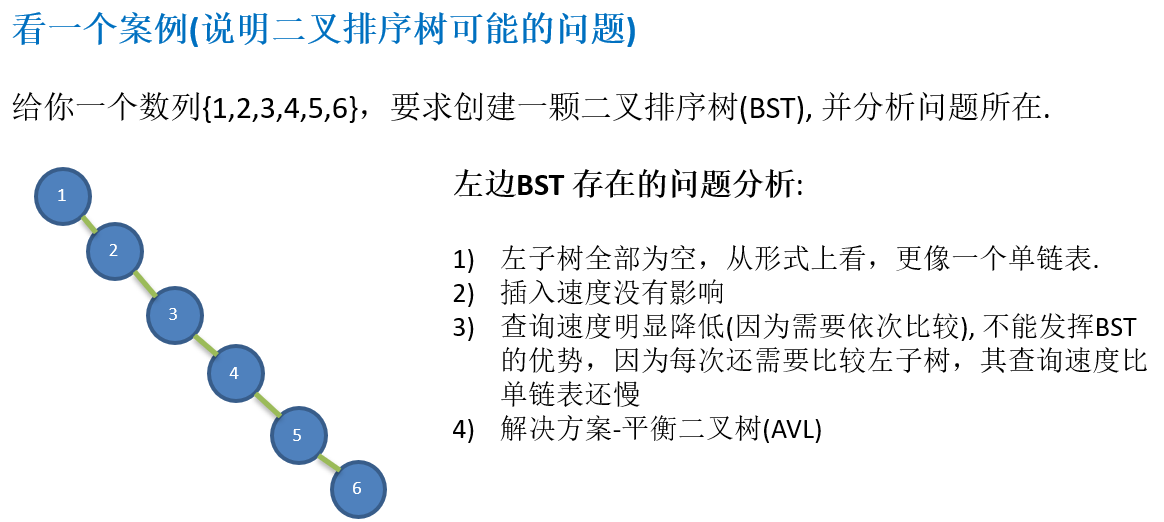 看一个案例(说明二叉排序树可能的问题)
给你一个数列{1,2,3,4,5,6}，要求创建一颗二叉排序树(BST), 并分析问题所在.
左边BST 存在的问题分析:
1) 左子树全部为空，从形式上看，更像一个单链表.
2) 插入速度没有影响
3) 查询速度明显降低(因为需要依次比较), 不能发挥BST
的优势，因为每次还需要比较左子树，其查询速度比
单链表还慢
4) 解决方案-平衡二叉树(AVL)
1
2
3
4
5
6